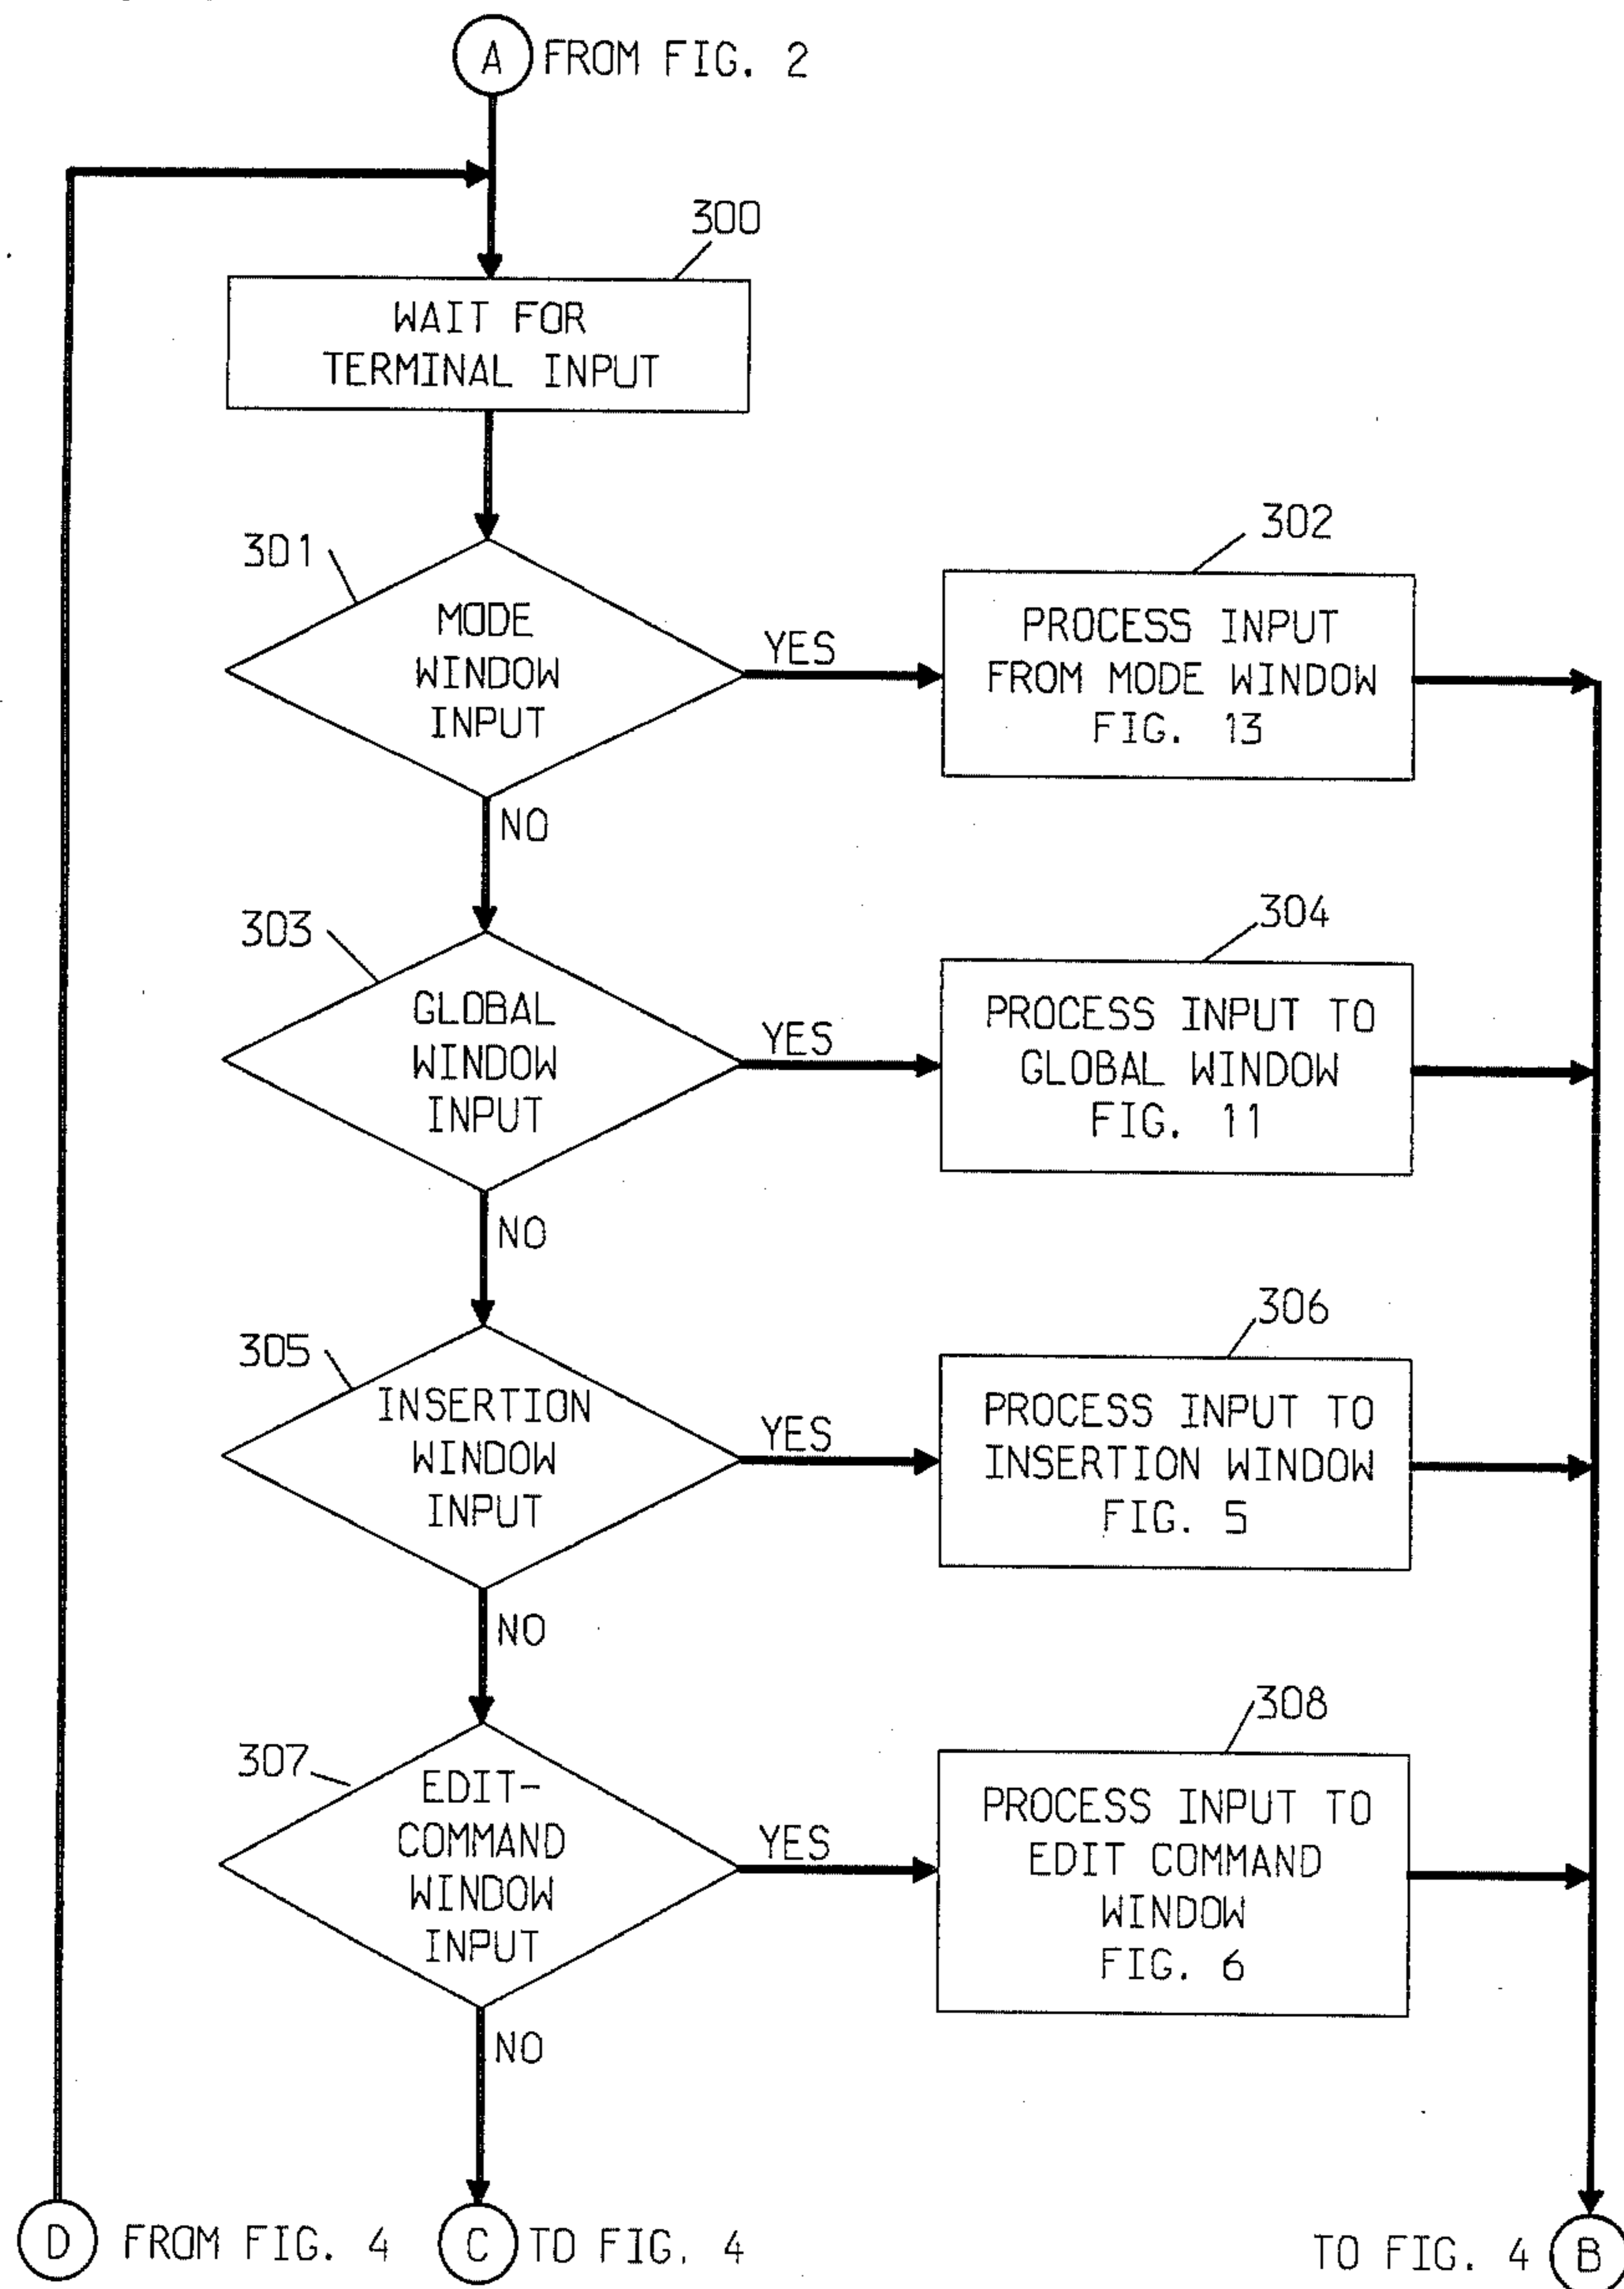 A FROM FIG. 2
300
WAIT FOR
TERMINAL INPUT
301
MODE
WINDOW
INPUT
YES
302
PROCESS INPUT
FROM MODE WINDOW
FIG. 13
NO
303
GLOBAL
WINDOW
INPUT
YES
304
PROCESS INPUT TO
GLOBAL WINDOW
FIG. 11
NO
305
INSERTION
WINDOW
INPUT
YES
306
PROCESS INPUT TO
INSERTION WINDOW
FIG. 5
NO
307
EDIT-
COMMAND
WINDOW
INPUT
YES
308
PROCESS INPUT TO
EDIT COMMAND
WINDOW
FIG. 6
NO
D FROM FIG. 4
C TO FIG. 4
TO FIG. 4 B